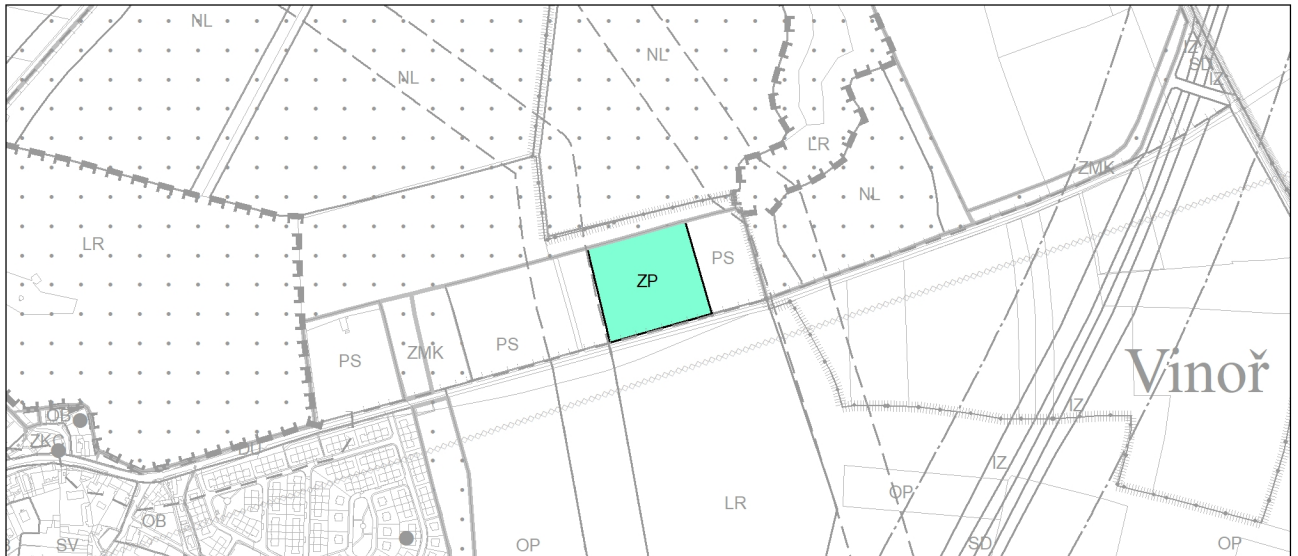 NL
NL
NL
IZ
SD
IZ
LR
ZMK
NL
LR
PS
ZP
PS
ZMK
PS
Vinoř
OB
ZKC
DU
IZ
IZ
OP
LR
OB
SV
OP
SD
OP